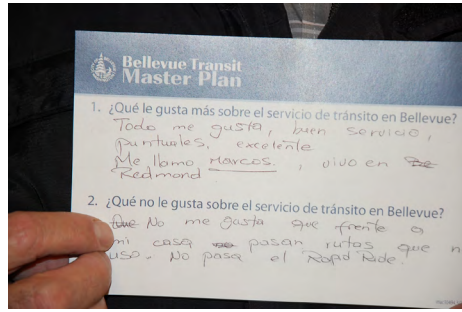 Bellevue Transit
Master Plan
1. ¿Qué le gusta más sobre el servicio de tránsito en Bellevue?
Todo me gusta, buen servicio,
puntuales, excelente
Me llamo Marcos. , vivo en
Redmond
2. ¿Qué no le gusta sobre el servicio de tránsito en Bellevue?
No me gusta que frente a
mi casa pasan rutas que n
uso. No pasa el Rapid Ride.